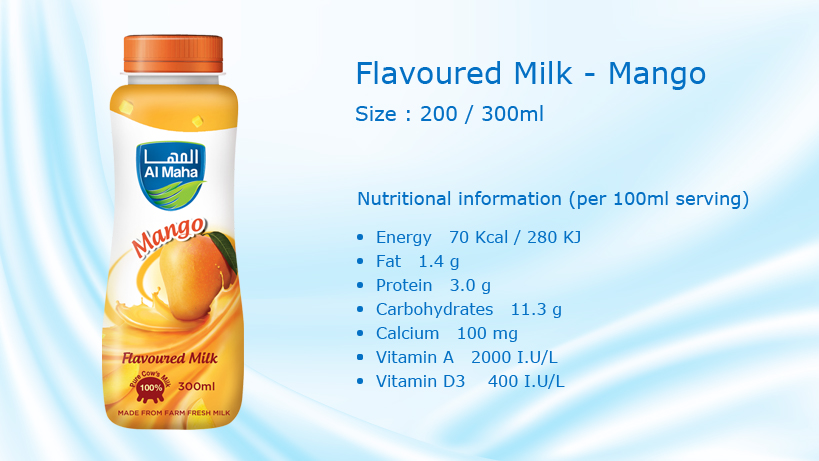 المها
Al Maha
Mango
Flavoured Milk
Pure Cow's Milk
100%
300ml
MADE FROM FARM FRESH MILK
Flavoured Milk - Mango
Size : 200 / 300ml
Nutritional information (per 100ml serving)
• Energy 70 Kcal / 280 KJ
• Fat 1.4 g
• Protein 3.0 g
• Carbohydrates 11.3 g
• Calcium 100 mg
• Vitamin A 2000 I.U/L
• Vitamin D3 400 I.U/L